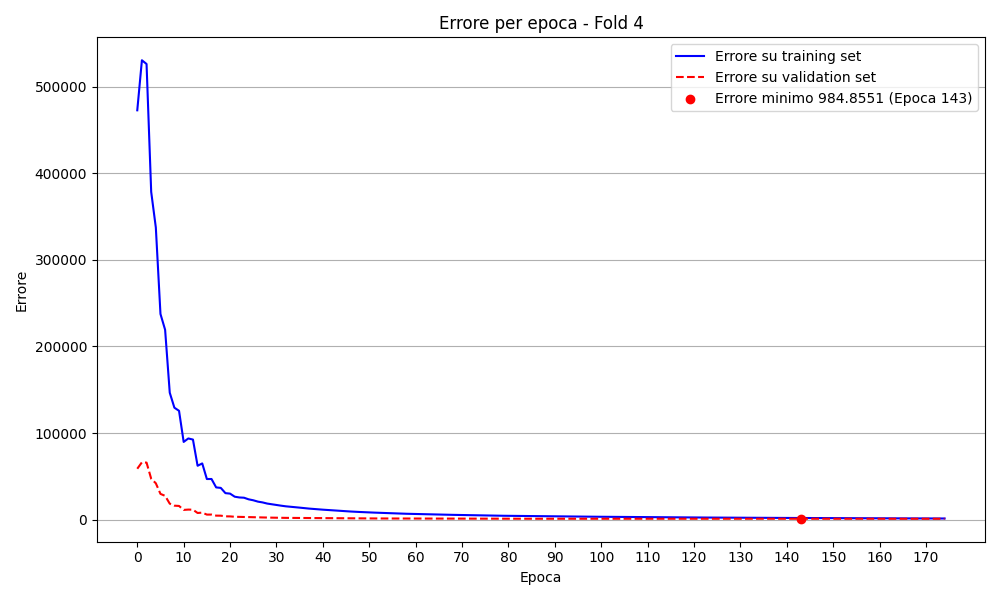 Errore per epoca - Fold 4
Errore su training set
Errore su validation set
Errore minimo 984.8551 (Epoca 143)
Errore
500000
400000
300000
200000
100000
0
0 10 20 30 40 50 60 70 80 90 100 110 120 130 140 150 160 170
Epoca